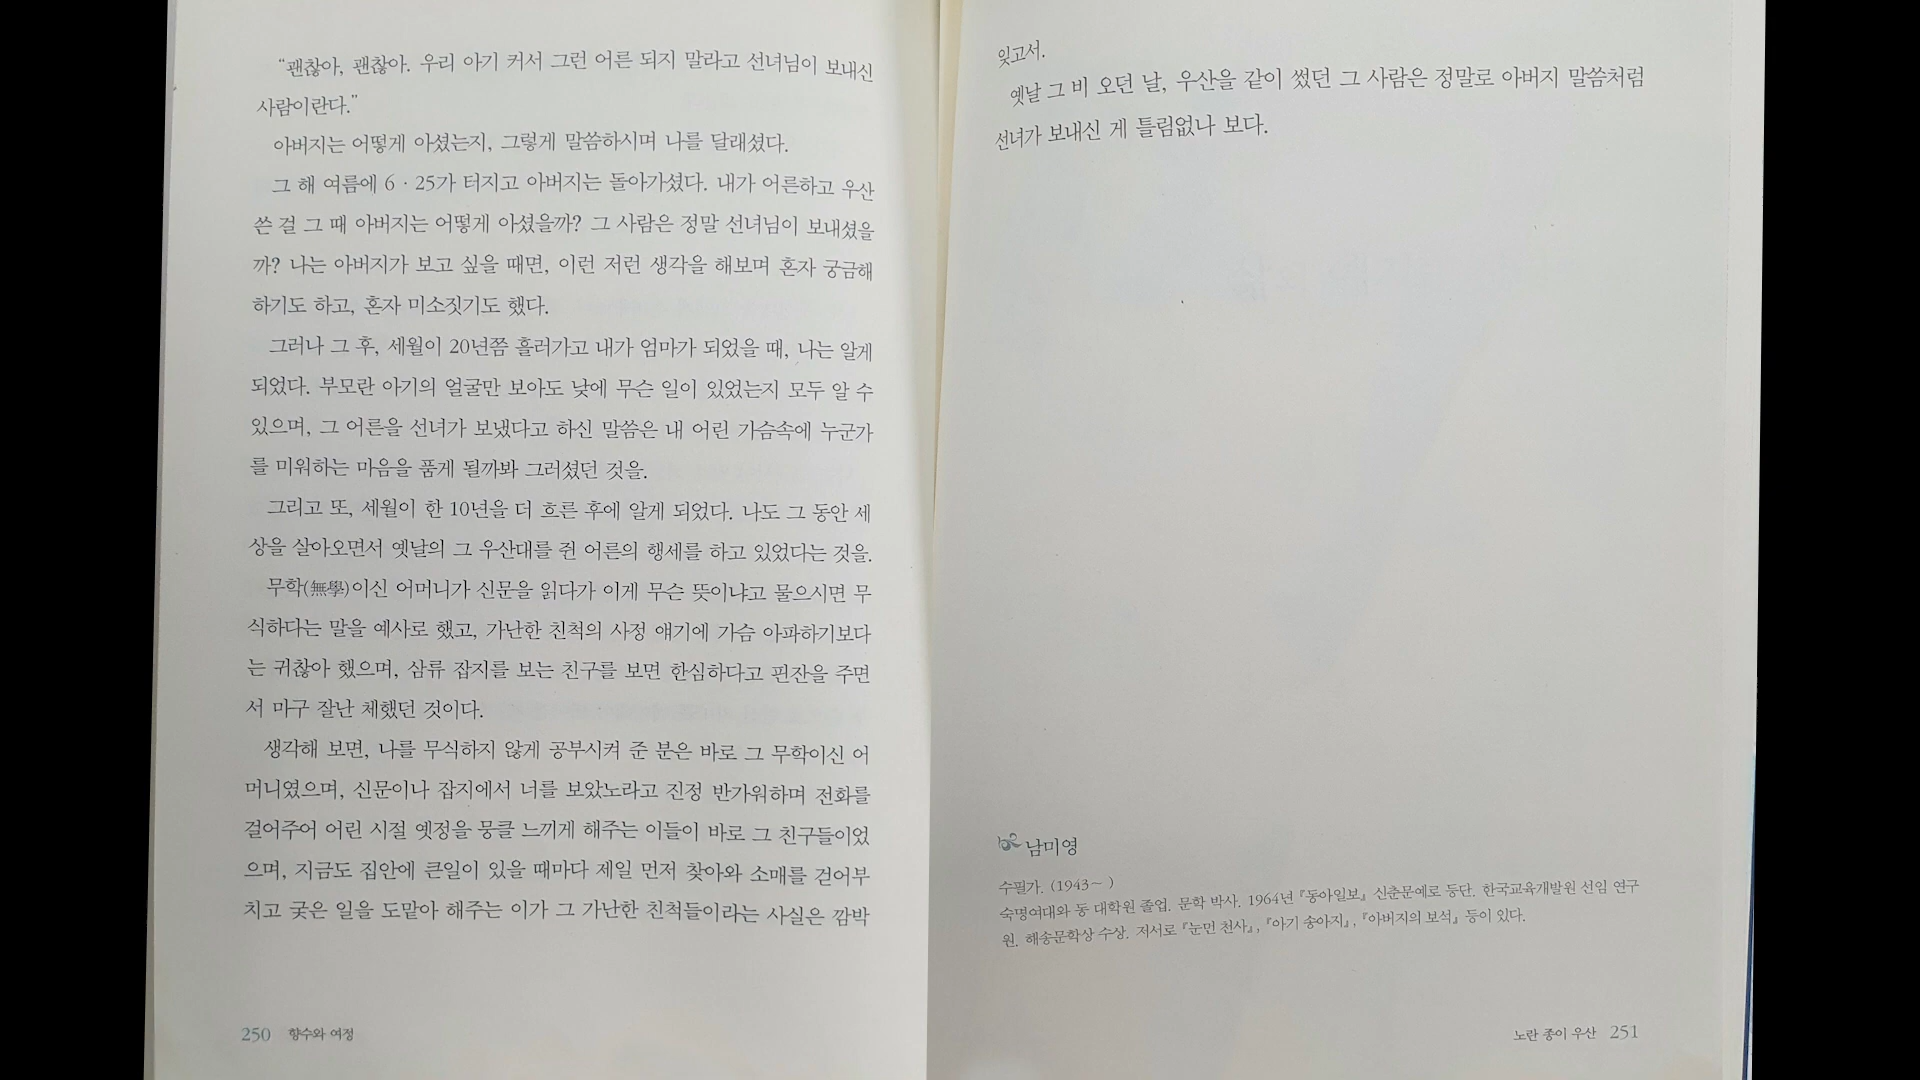 “괜찮아, 괜찮아. 우리 아기 커서 그런 어른 되지 말라고 선녀님이 보내신
사람이란다.”
아버지는 어떻게 아셨는지, 그렇게 말씀하시며 나를 달래셨다.
그 해 여름에 6 · 25가 터지고 아버지는 돌아가셨다. 내가 어른하고 우산
쓴 걸 그 때 아버지는 어떻게 아셨을까? 그 사람은 정말 선녀님이 보내셨을
까? 나는 아버지가 보고 싶을 때면, 이런 저런 생각을 해보며 혼자 궁금해
하기도 하고, 혼자 미소짓기도 했다.
그러나 그 후, 세월이 20년쯤 흘러가고 내가 엄마가 되었을 때, 나는 알게
되었다. 부모란 아기의 얼굴만 보아도 낮에 무슨 일이 있었는지 모두 알 수
있으며, 그 어른을 선녀가 보냈다고 하신 말씀은 내 어린 가슴속에 누군가
를 미워하는 마음을 품게 될까봐 그러셨던 것을.
그리고 또, 세월이 한 10년을 더 흐른 후에 알게 되었다. 나도 그 동안 세
상을 살아오면서 옛날의 그 우산대를 쥔 어른의 행세를 하고 있었다는 것을.
무학(無學)이신 어머니가 신문을 읽다가 이게 무슨 뜻이냐고 물으시면 무
식하다는 말을 예사로 했고, 가난한 친척의 사정 얘기에 가슴 아파하기보다
는 귀찮아 했으며, 삼류 잡지를 보는 친구를 보면 한심하다고 핀잔을 주면
서 마구 잘난 체했던 것이다.
생각해 보면, 나를 무식하지 않게 공부시켜 준 분은 바로 그 무학이신 어
머니였으며, 신문이나 잡지에서 너를 보았노라고 진정 반가워하며 전화를
걸어주어 어린 시절 옛정을 뭉클 느끼게 해주는 이들이 바로 그 친구들이었
으며, 지금도 집안에 큰일이 있을 때마다 제일 먼저 찾아와 소매를 걷어부
치고 궂은 일을 도맡아 해주는 이가 그 가난한 친척들이라는 사실은 깜박
250 향수와 여정
잊고서.
옛날 그 비 오던 날, 우산을 같이 썼던 그 사람은 정말로 아버지 말씀처럼
선녀가 보내신 게 틀림없나 보다.
남미영
수필가. (1943~ )
숙명여대와 동 대학원 졸업. 문학 박사. 1964년 『동아일보』 신춘문예로 등단. 한국교육개발원 선임 연구
원. 해송문학상 수상. 저서로 『눈먼 천사』, 『아기 송아지』, 『아버지의 보석』 등이 있다.
노란 종이 우산 251